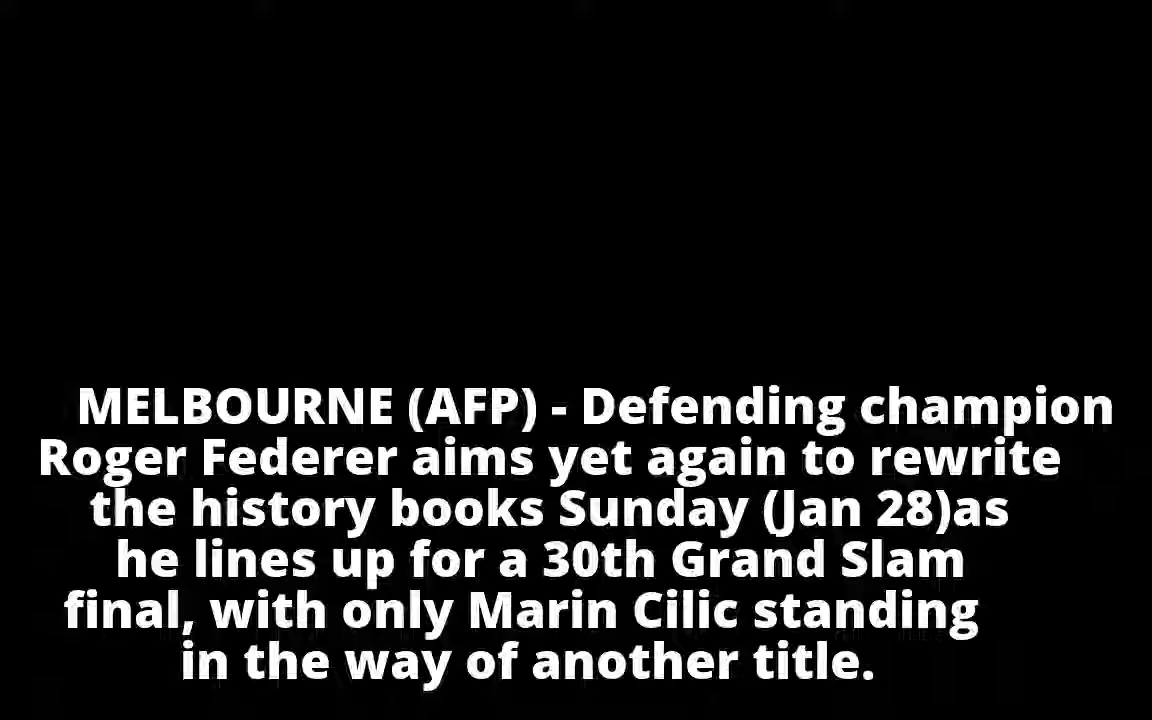 MELBOURNE (AFP) - Defending champion
Roger Federer aims yet again to rewrite
the history books Sunday (Jan 28)as
he lines up for a 30th Grand Slam
final, with only Marin Cilic standing
in the way of another title.